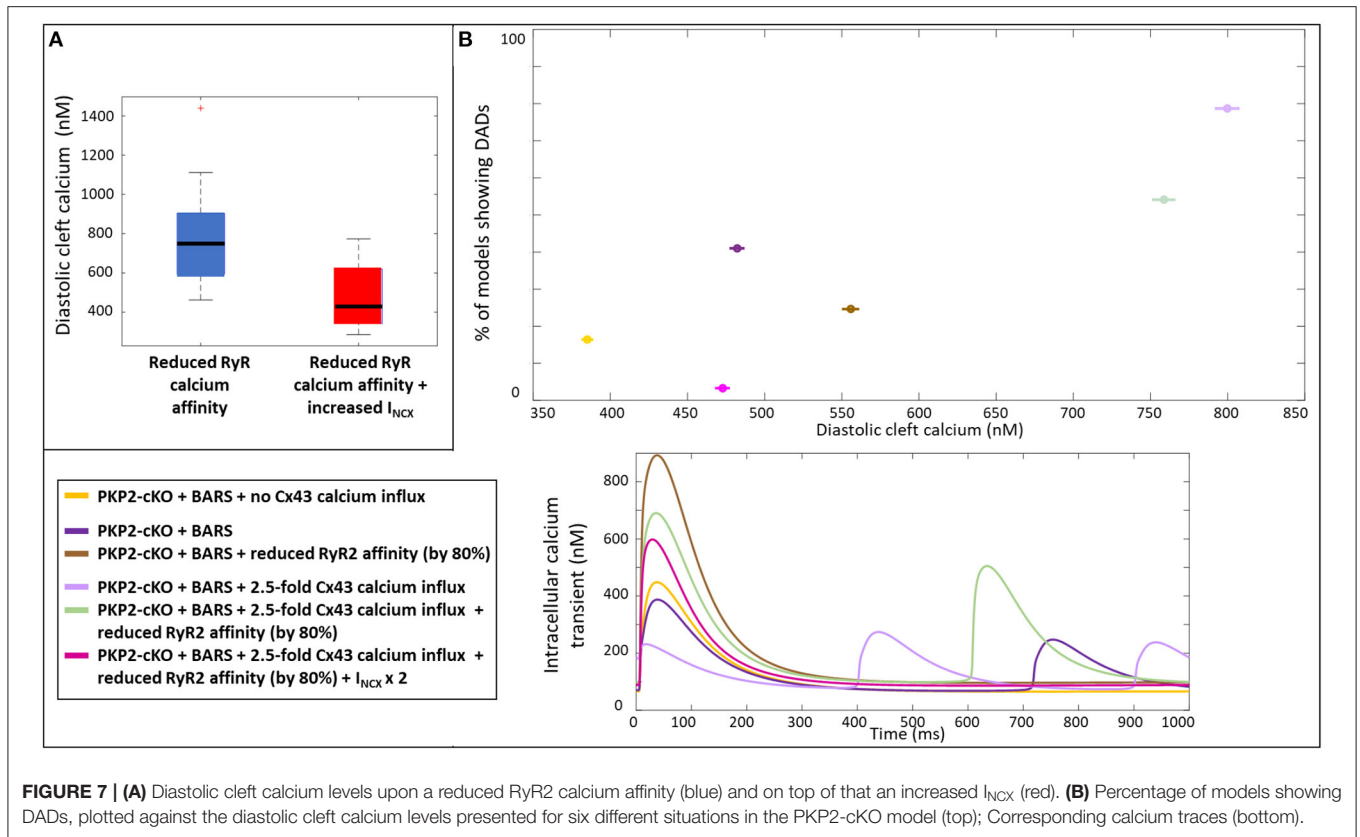 A
Diastolic cleft calcium (nM)
1400
1200
1000
800
600
400
Reduced RyR
calcium
affinity
Reduced RyR
calcium affinity +
increased I_NCX
B
% of models showing DADs
100
0
350
400
450
500
550
600
650
700
750
800
850
Diastolic cleft calcium (nM)
PKP2-cKO + BARS + no Cx43 calcium influx
PKP2-cKO + BARS
PKP2-cKO + BARS + reduced RyR2 affinity (by 80%)
PKP2-cKO + BARS + 2.5-fold Cx43 calcium influx
PKP2-cKO + BARS + 2.5-fold Cx43 calcium influx +
reduced RyR2 affinity (by 80%)
PKP2-cKO + BARS + 2.5-fold Cx43 calcium influx +
reduced RyR2 affinity (by 80%) + I_NCX x 2
Intracellular calcium
transient (nM)
800
600
400
200
0
0
100
200
300
400
500
600
700
800
900
1000
Time (ms)
FIGURE 7 | (A) Diastolic cleft calcium levels upon a reduced RyR2 calcium affinity (blue) and on top of that an increased I_NCX (red). (B) Percentage of models showing
DADs, plotted against the diastolic cleft calcium levels presented for six different situations in the PKP2-cKO model (top); Corresponding calcium traces (bottom).